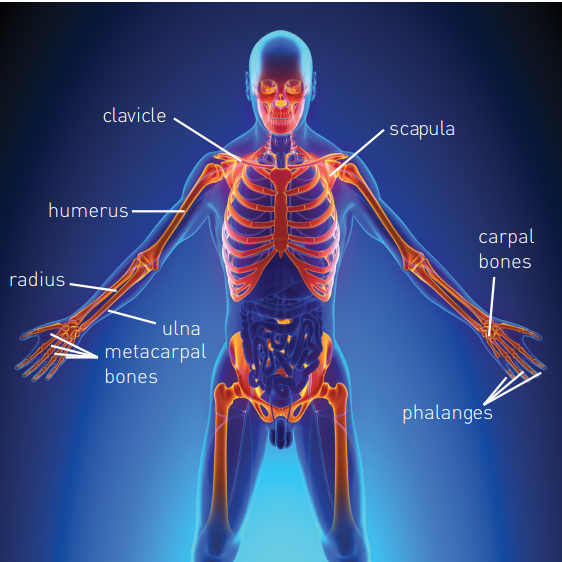 clavicle
scapula
humerus
carpal
bones
radius
ulna
metacarpal
bones
phalanges